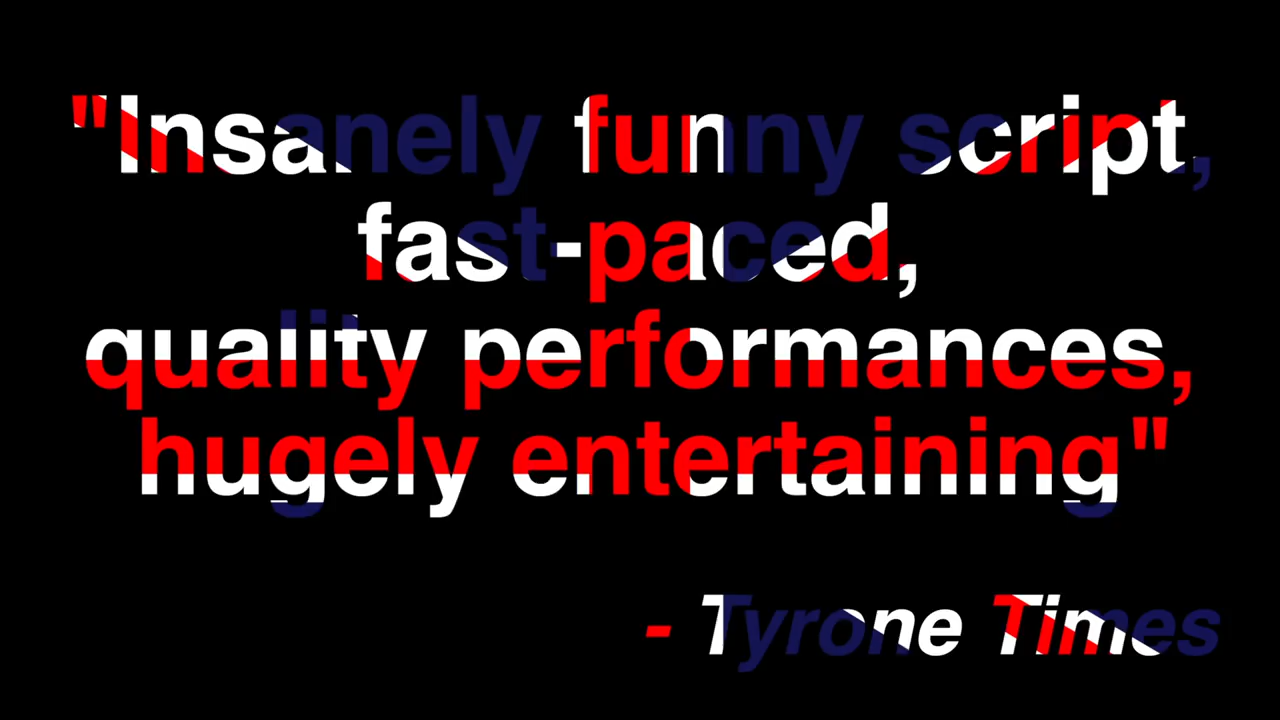 "Insanely funny script,
fast-paced,
quality performances,
hugely entertaining"
- Tyrone Times